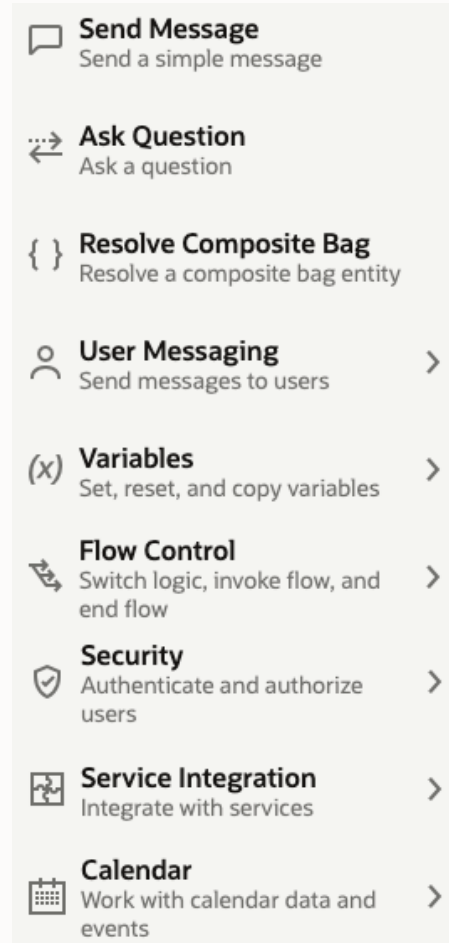 Send Message
Send a simple message
Ask Question
Ask a question
Resolve Composite Bag
Resolve a composite bag entity
User Messaging
Send messages to users
(x) Variables
Set, reset, and copy variables
Flow Control
Switch logic, invoke flow, and
end flow
Security
Authenticate and authorize
users
Service Integration
Integrate with services
Calendar
Work with calendar data and
events